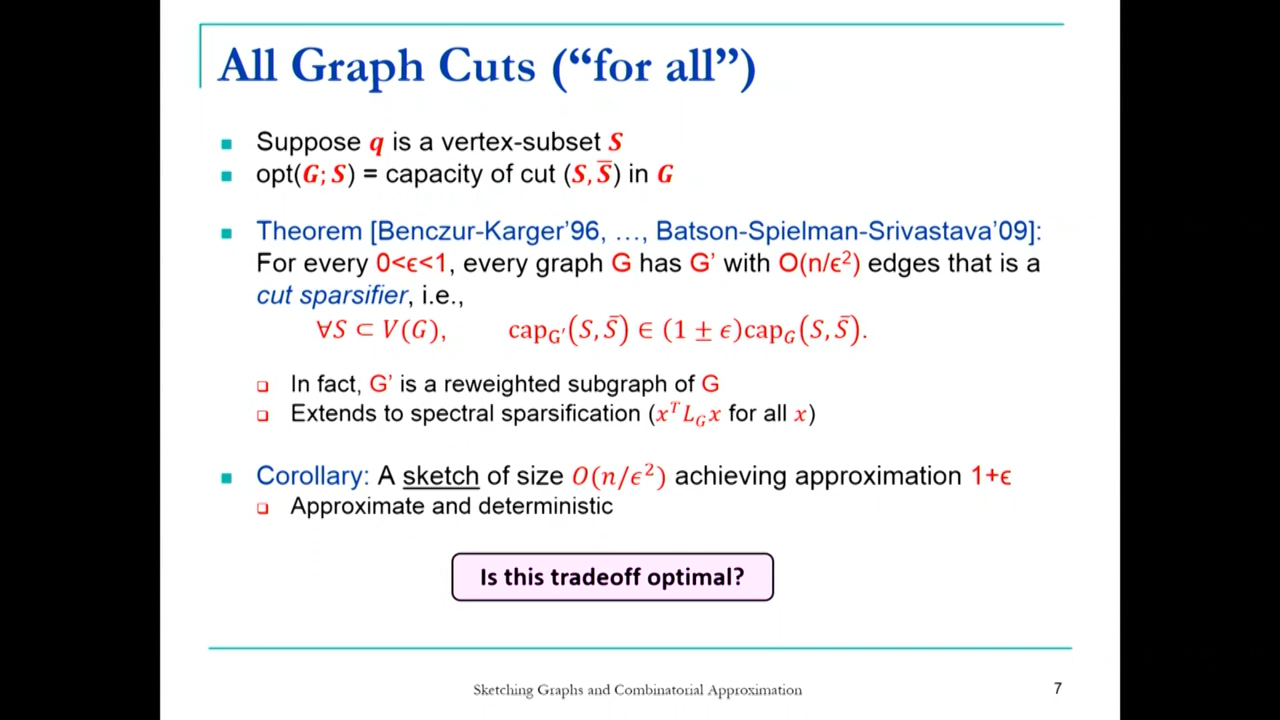 All Graph Cuts (“for all”)
Suppose q is a vertex-subset S
opt(G; S) = capacity of cut (S, S̄) in G
Theorem [Benczur-Karger’96, …, Batson-Spielman-Srivastava’09]:
For every 0<ϵ<1, every graph G has G’ with O(n/ϵ²) edges that is a
cut sparsifier, i.e.,
∀S ⊂ V(G), cap_G′(S, S̄) ∈ (1 ± ϵ)cap_G(S, S̄).
In fact, G’ is a reweighted subgraph of G
Extends to spectral sparsification (xᵀL_G x for all x)
Corollary: A sketch of size O(n/ϵ²) achieving approximation 1+ϵ
Approximate and deterministic
Is this tradeoff optimal?
Sketching Graphs and Combinatorial Approximation
7